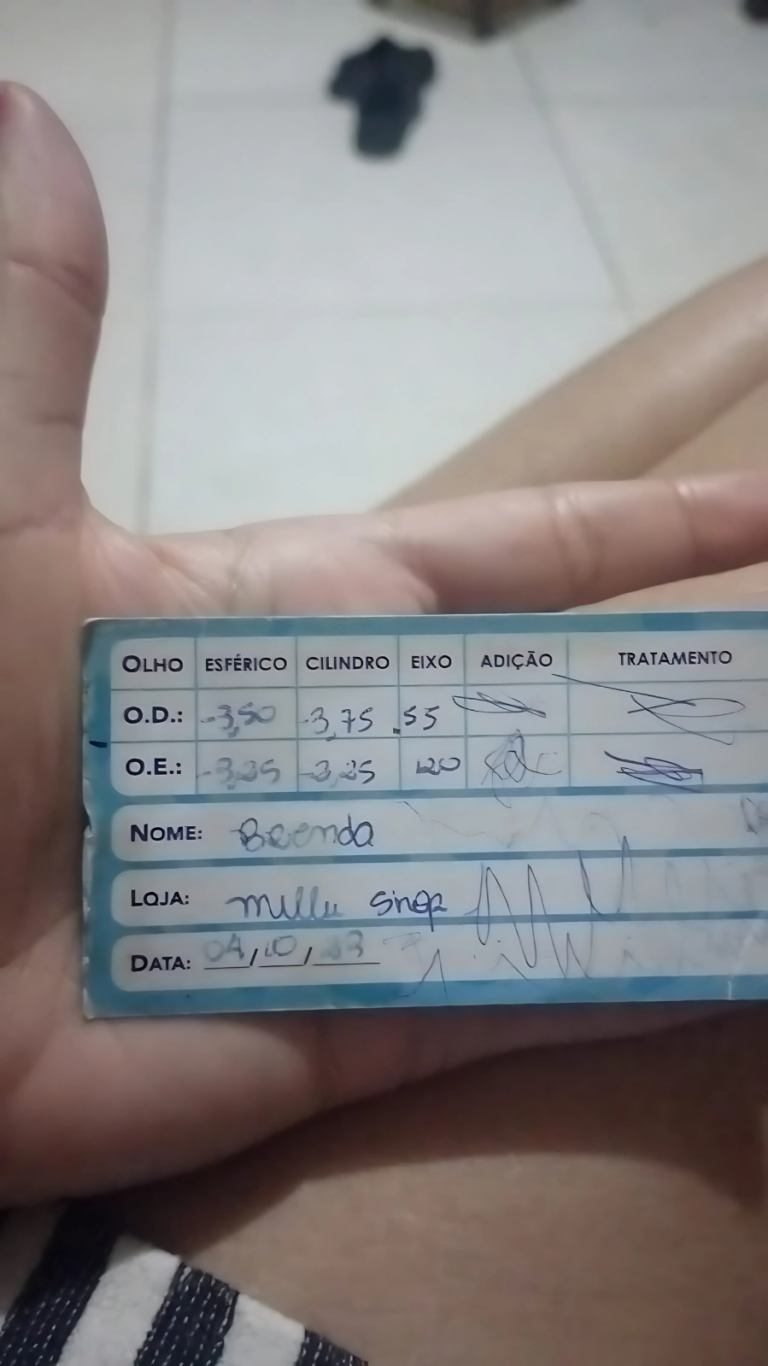 OLHO ESFÉRICO CILINDRO EIXO ADIÇÃO TRATAMENTO
O.D.: -3,50 -3,75 .55
O.E.: -3,25 -3,25 120
NOME: Brenda
LOJA:
DATA: 04/10/23